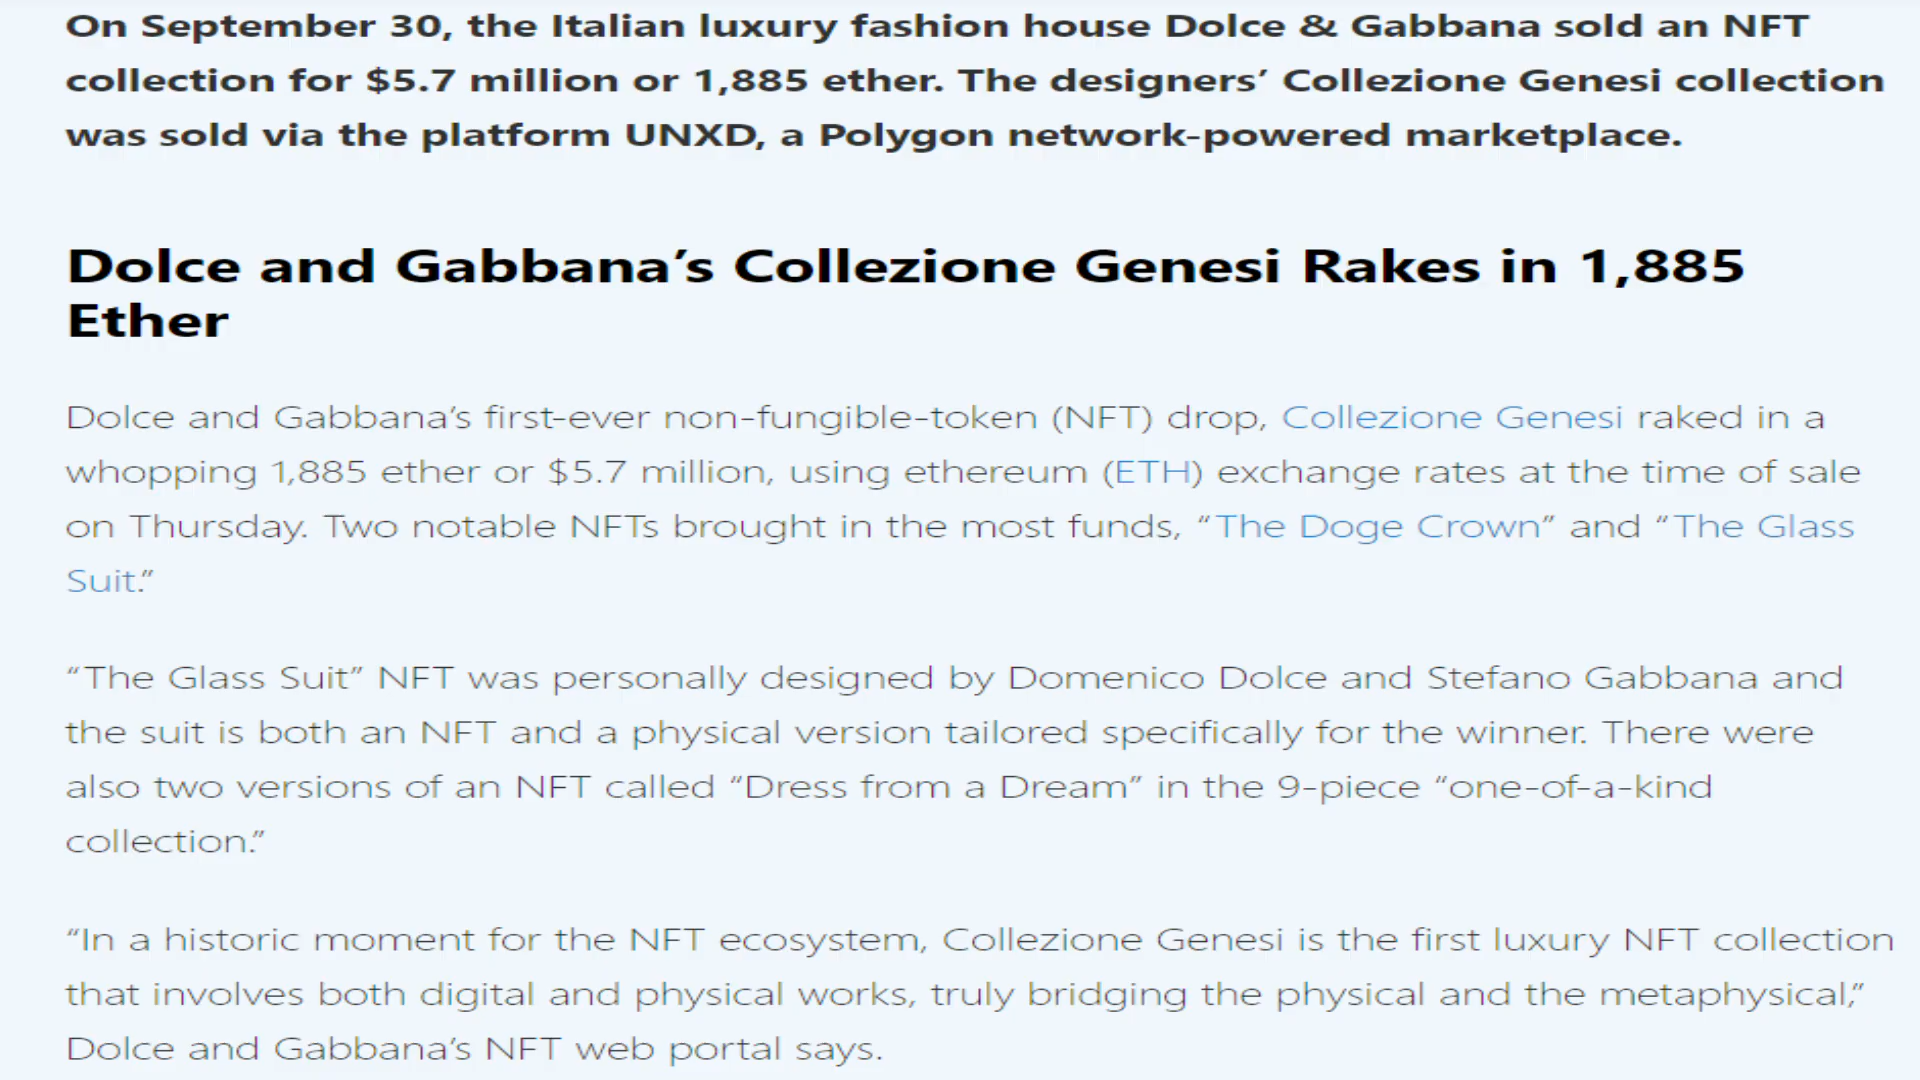 On September 30, the Italian luxury fashion house Dolce & Gabbana sold an NFT
collection for $5.7 million or 1,885 ether. The designers’ Collezione Genesi collection
was sold via the platform UNXD, a Polygon network-powered marketplace.
Dolce and Gabbana’s Collezione Genesi Rakes in 1,885
Ether
Dolce and Gabbana’s first-ever non-fungible-token (NFT) drop, Collezione Genesi raked in a
whopping 1,885 ether or $5.7 million, using ethereum (ETH) exchange rates at the time of sale
on Thursday. Two notable NFTs brought in the most funds, “The Doge Crown” and “The Glass
Suit.”
“The Glass Suit” NFT was personally designed by Domenico Dolce and Stefano Gabbana and
the suit is both an NFT and a physical version tailored specifically for the winner. There were
also two versions of an NFT called “Dress from a Dream” in the 9-piece “one-of-a-kind
collection.”
“In a historic moment for the NFT ecosystem, Collezione Genesi is the first luxury NFT collection
that involves both digital and physical works, truly bridging the physical and the metaphysical,”
Dolce and Gabbana’s NFT web portal says.